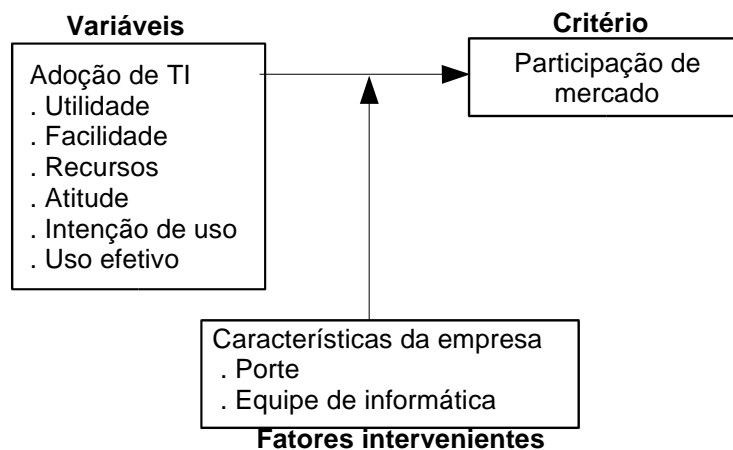 Variáveis
Adoção de TI
. Utilidade
. Facilidade
. Recursos
. Atitude
. Intenção de uso
. Uso efetivo
Critério
Participação de
mercado
Características da empresa
. Porte
. Equipe de informática
Fatores intervenientes